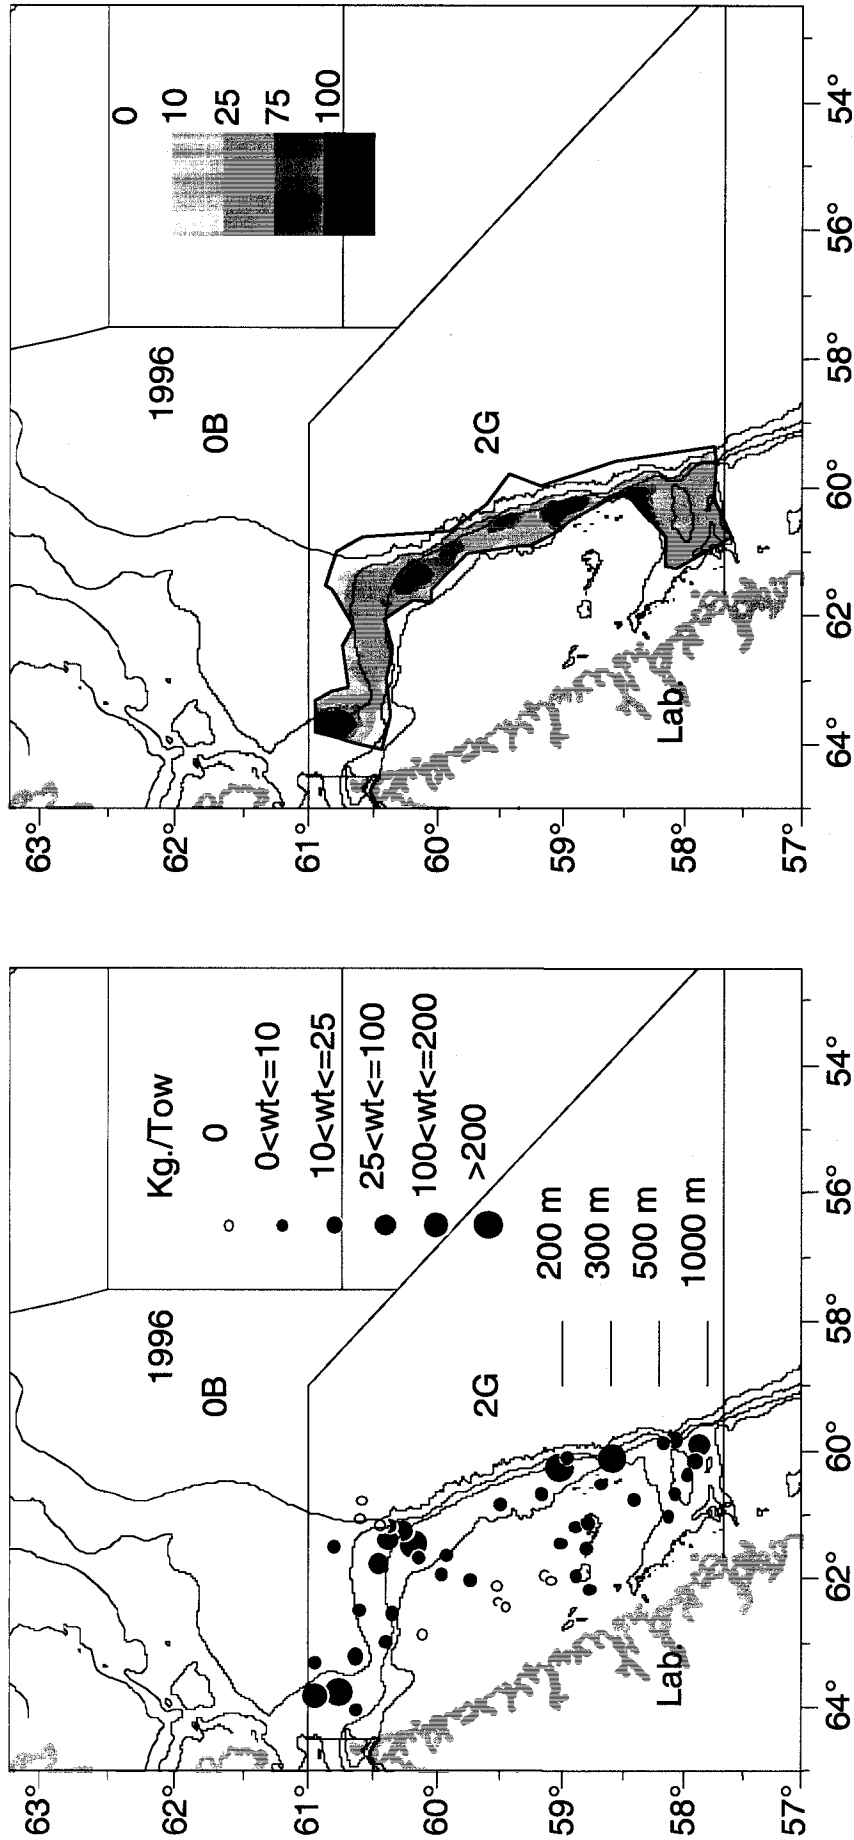 63°
62°
61°
60°
59°
58°
57°
64°
62°
60°
58°
56°
54°
1996
0B
2G
Lab.
Kg./Tow
0
0<wt<=10
10<wt<=25
25<wt<=100
100<wt<=200
>200
200 m
300 m
500 m
1000 m
63°
62°
61°
60°
59°
58°
57°
64°
62°
60°
58°
56°
54°
1996
0B
2G
Lab.
0
10
25
75
100